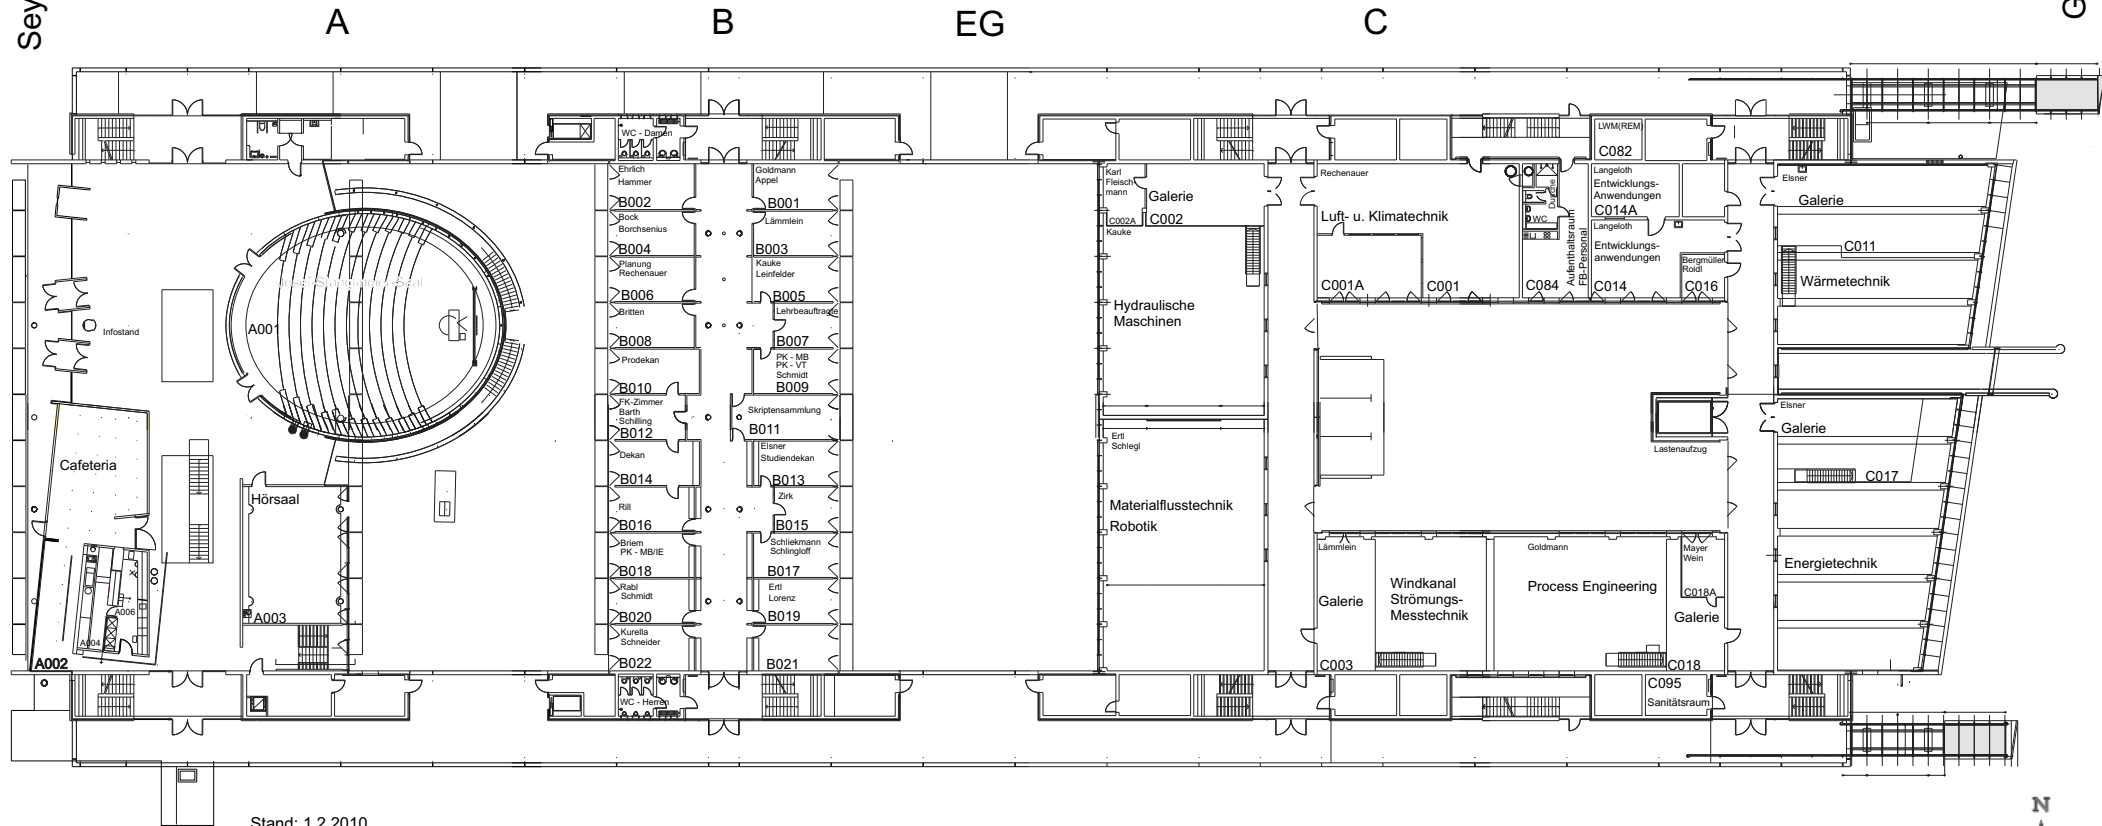 Sey
A
B
EG
C
G
WC - Damen
LWM(REM)
C082
Ehrlich
Hammer
B002
Bock
Borchsenius
B004
Planung
Rechenauer
B006
Britten
B008
Prodekan
B010
FK-Zimmer
Barth
Schilling
B012
Dekan
B014
Rill
B016
Briem
PK - MB/IE
B018
Rabl
Schmidt
B020
Kurella
Schneider
B022
WC - Herren
Goldmann
Appel
B001
Lämmlein
B003
Kauke
Leinfelder
B005
Lehrbeauftragte
B007
PK - MB
PK - VT
Schmidt
B009
Skriptensammlung
B011
Elsner
Studiendekan
B013
Zirk
B015
Schliekmann
Schlingloff
B017
Ertl
Lorenz
B019
B021
A001
Infostand
Cafeteria
Hörsaal
A003
A006
A004
A002
Karl
Fleisch
mann
C002A
Galerie
C002
Kauke
Hydraulische
Maschinen
Ertl
Schlegl
Materialflusstechnik
Robotik
Rechenauer
Luft- u. Klimatechnik
C001A
C001
Dusche
WC
C084
Aufenthaltsraum
FB-Personal
Langeloth
Entwicklungs-
Anwendungen
C014A
Langeloth
Entwicklungs-
anwendungen
C014
Bergmüller
Roidl
C016
Elsner
Galerie
C011
Wärmetechnik
Lastenaufzug
Elsner
Galerie
C017
Energietechnik
Lämmlein
Galerie
C003
Windkanal
Strömungs-
Messtechnik
Goldmann
Process Engineering
Mayer
Wein
C018A
Galerie
C018
C095
Sanitätsraum
Stand: 1.2.2010
N